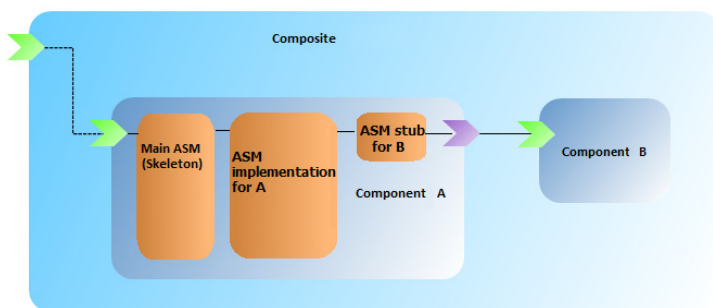 Composite
Main ASM
(Skeleton)
ASM
implementation
for A
ASM stub
for B
Component A
Component B